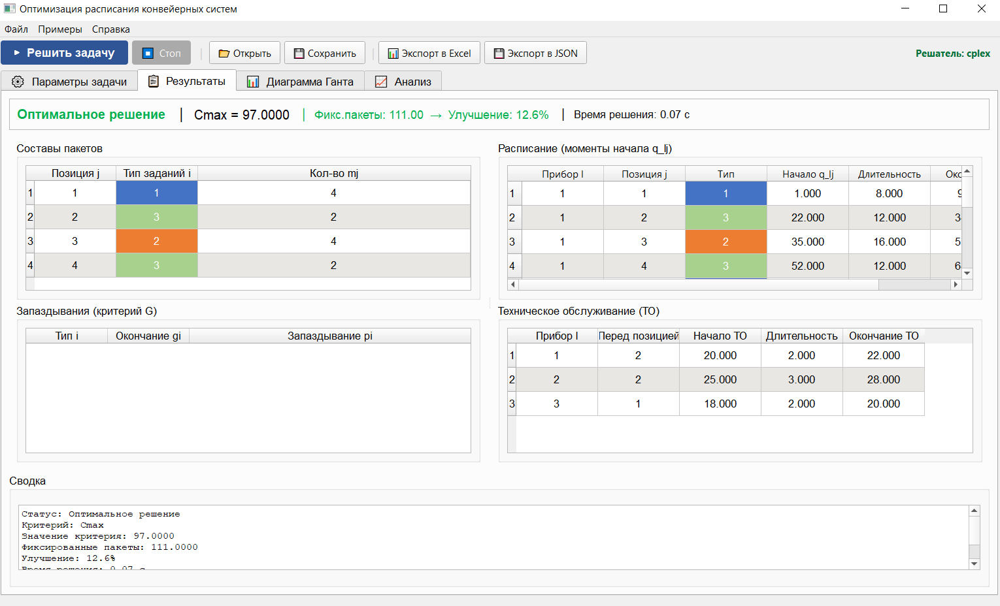 Оптимизация расписания конвейерных систем
Файл Примеры Справка
Решить задачу Стоп Открыть Сохранить Экспорт в Excel Экспорт в JSON Решатель: cplex
Параметры задачи Результаты Диаграмма Ганта Анализ
Оптимальное решение | Cmax = 97.0000 | Фикс.пакеты: 111.00 → Улучшение: 12.6% | Время решения: 0.07 с
Составы пакетов
Позиция j Тип заданий i Кол-во mj
1 1 1 4
2 2 3 2
3 3 2 4
4 4 3 2
Расписание (моменты начала q_lj)
Прибор l Позиция j Тип Начало q_lj Длительность Окс
1 1 1 1 1.000 8.000 9
2 1 2 3 22.000 12.000 3
3 1 3 2 35.000 16.000 5
4 1 4 3 52.000 12.000 6
Запаздывания (критерий G)
Тип i Окончание gi Запаздывание pi
Техническое обслуживание (ТО)
Прибор l Перед позицией Начало ТО Длительность Окончание ТО
1 1 2 20.000 2.000 22.000
2 2 2 25.000 3.000 28.000
3 3 1 18.000 2.000 20.000
Сводка
Статус: Оптимальное решение
Критерий: Cmax
Значение критерия: 97.0000
Фиксированные пакеты: 111.0000
Улучшение: 12.6%
Время решения: 0.07 с